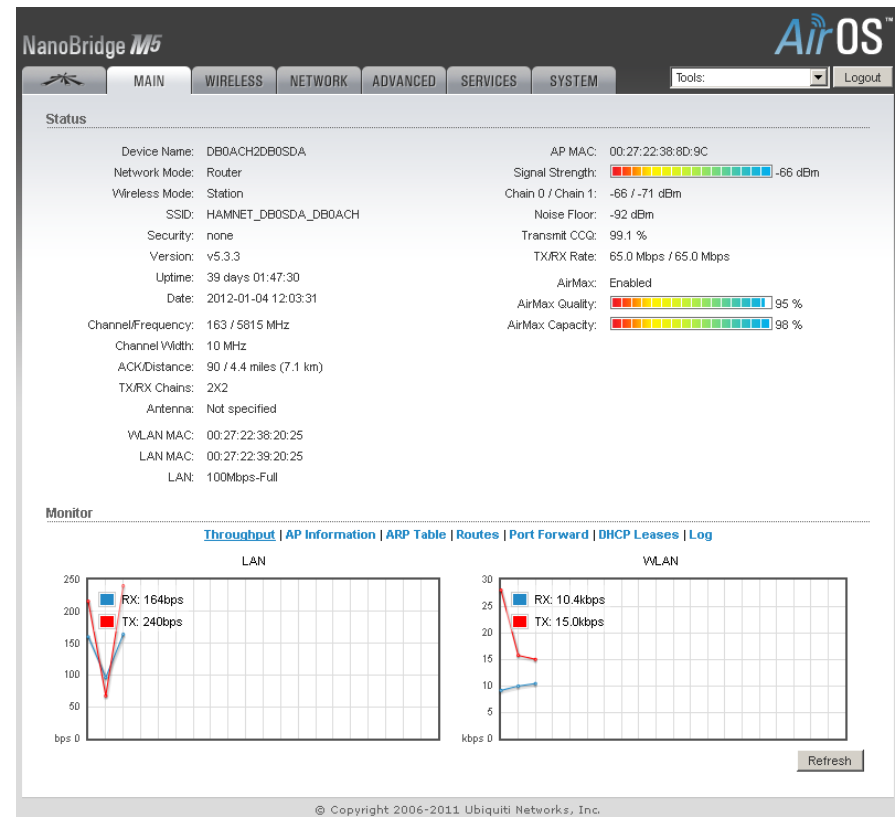 NanoBridge M5
AirOS™
MAIN WIRELESS NETWORK ADVANCED SERVICES SYSTEM Tools: Logout
Status
Device Name: DB0ACH2DB0SDA
Network Mode: Router
Wireless Mode: Station
SSID: HAMNET_DB0SDA_DB0ACH
Security: none
Version: v5.3.3
Uptime: 39 days 01:47:30
Date: 2012-01-04 12:03:31
Channel/Frequency: 163 / 5815 MHz
Channel Width: 10 MHz
ACK/Distance: 90 / 4.4 miles (7.1 km)
TX/RX Chains: 2X2
Antenna: Not specified
WLAN MAC: 00:27:22:38:20:25
LAN MAC: 00:27:22:39:20:25
LAN: 100Mbps-Full
AP MAC: 00:27:22:38:8D:9C
Signal Strength: -66 dBm
Chain 0 / Chain 1: -66 / -71 dBm
Noise Floor: -92 dBm
Transmit CCQ: 99.1 %
TX/RX Rate: 65.0 Mbps / 65.0 Mbps
AirMax: Enabled
AirMax Quality: 95 %
AirMax Capacity: 98 %
Monitor
Throughput | AP Information | ARP Table | Routes | Port Forward | DHCP Leases | Log
LAN
250
200
150
100
50
bps 0
RX: 164bps
TX: 240bps
WLAN
30
25
20
15
10
5
kbps 0
RX: 10.4kbps
TX: 15.0kbps
Refresh
© Copyright 2006-2011 Ubiquiti Networks, Inc.